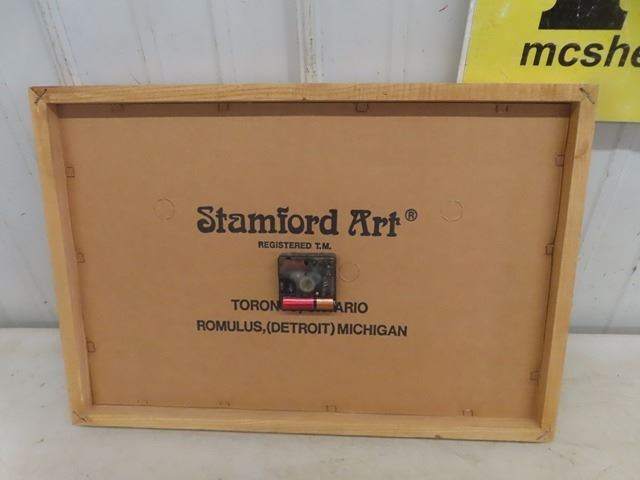 mcshe
Stamford Art®
REGISTERED T.M.
TORON ARIO
ROMULUS, (DETROIT) MICHIGAN